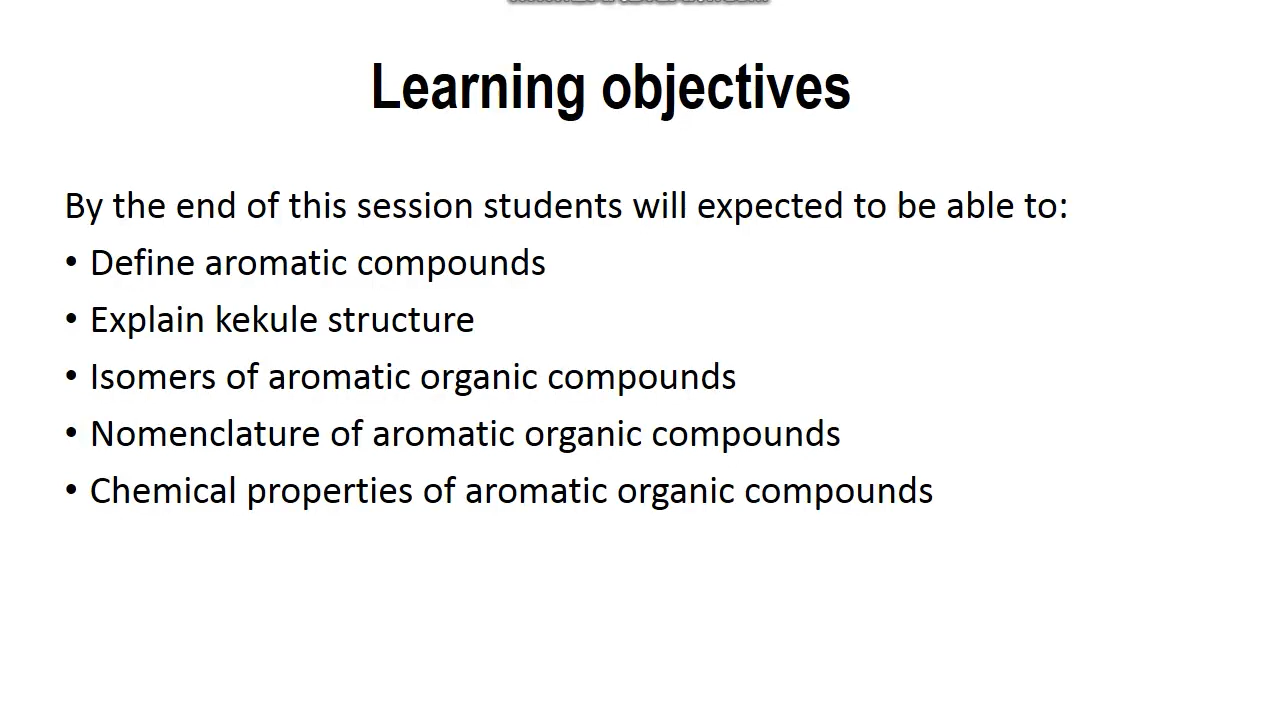 Learning objectives
By the end of this session students will expected to be able to:
• Define aromatic compounds
• Explain kekule structure
• Isomers of aromatic organic compounds
• Nomenclature of aromatic organic compounds
• Chemical properties of aromatic organic compounds